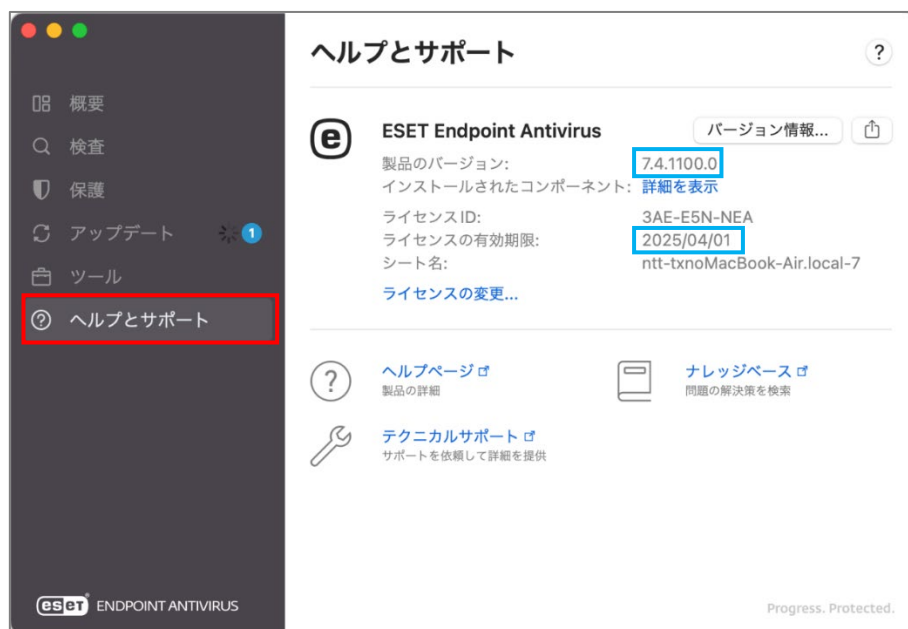 ヘルプとサポート
?
概要
検査
保護
アップデート 1
ツール
ヘルプとサポート
ESET Endpoint Antivirus
バージョン情報...
製品のバージョン: 7.4.1100.0
インストールされたコンポーネント: 詳細を表示
ライセンスID: 3AE-E5N-NEA
ライセンスの有効期限: 2025/04/01
シート名: ntt-txnoMacBook-Air.local-7
ライセンスの変更...
ヘルプページ
製品の詳細
ナレッジベース
問題の解決策を検索
テクニカルサポート
サポートを依頼して詳細を提供
eset ENDPOINT ANTIVIRUS
Progress. Protected.